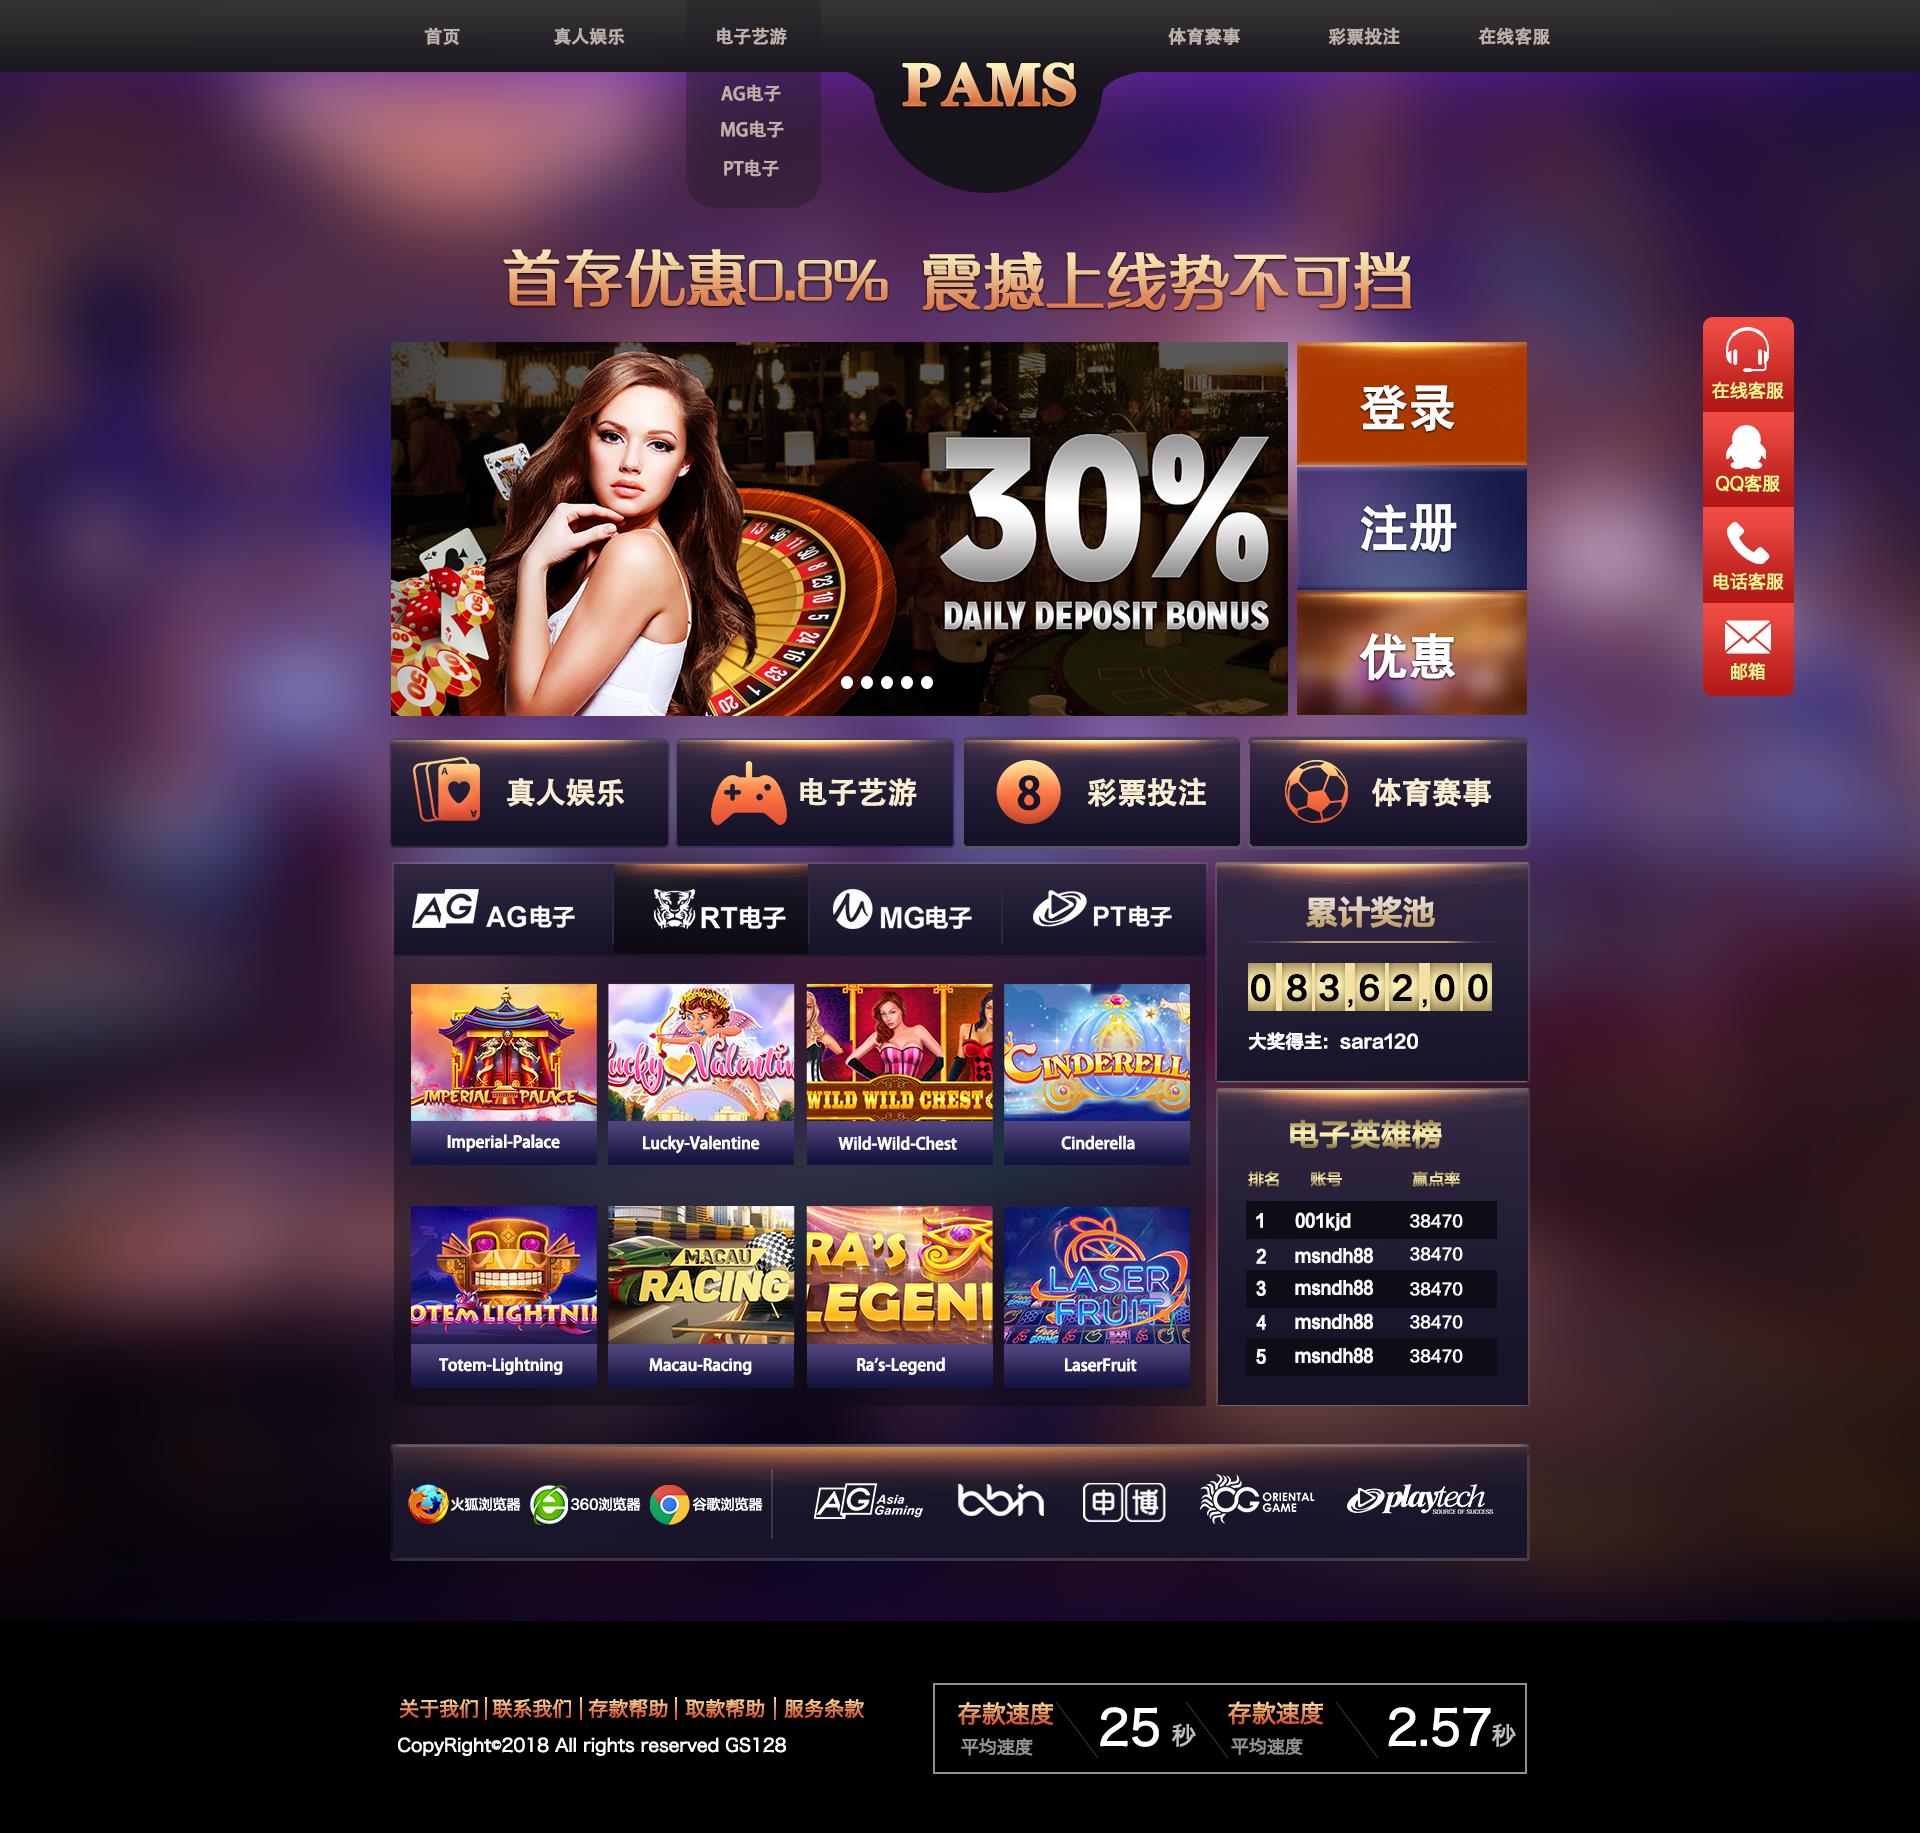 首页 真人娱乐 电子艺游 体育赛事 彩票投注 在线客服
PAMS
AG电子
MG电子
PT电子
首存优惠0.8% 震撼上线势不可挡
30%
DAILY DEPOSIT BONUS
登录
注册
优惠
在线客服
QQ客服
电话客服
邮箱
真人娱乐 电子艺游 8 彩票投注 体育赛事
AG AG电子 RT电子 MG电子 PT电子
IMPERIAL PALACE
Imperial-Palace
Lucky Valentin
Lucky-Valentine
WILD WILD CHEST
Wild-Wild-Chest
CINDERELL
Cinderella
OTEM LIGHTNIN
Totem-Lightning
MACAU
RACING
Macau-Racing
RA'S
LEGEN
Ra's-Legend
LASER
FRUIT
LaserFruit
累计奖池
083,62,00
大奖得主: sara120
电子英雄榜
排名 账号 赢点率
1 001kjd 38470
2 msndh88 38470
3 msndh88 38470
4 msndh88 38470
5 msndh88 38470
火狐浏览器 360浏览器 谷歌浏览器
AG Asia Gaming
bbin
申博
OG ORIENTAL GAME
playtech
SOURCE OF SUCCESS
关于我们|联系我们|存款帮助|取款帮助|服务条款
CopyRight©2018 All rights reserved GS128
存款速度 25 秒
平均速度
存款速度 2.57秒
平均速度